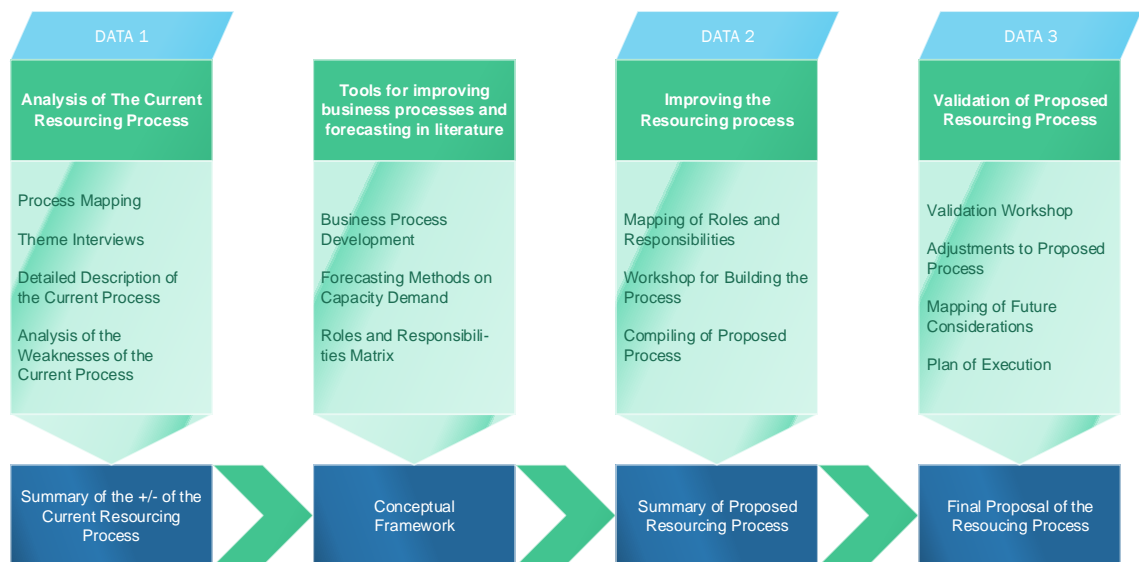 DATA 1
Analysis of The Current
Resourcing Process
Process Mapping
Theme Interviews
Detailed Description of
the Current Process
Analysis of the
Weaknesses of the
Current Process
Summary of the +/- of the
Current Resourcing
Process
Tools for improving
business processes and
forecasting in literature
Business Process
Development
Forecasting Methods on
Capacity Demand
Roles and Responsibili-
ties Matrix
Conceptual
Framework
DATA 2
Improving the
Resourcing process
Mapping of Roles and
Responsibilities
Workshop for Building the
Process
Compiling of Proposed
Process
Summary of Proposed
Resourcing Process
DATA 3
Validation of Proposed
Resourcing Process
Validation Workshop
Adjustments to Proposed
Process
Mapping of Future
Considerations
Plan of Execution
Final Proposal of the
Resoucing Process